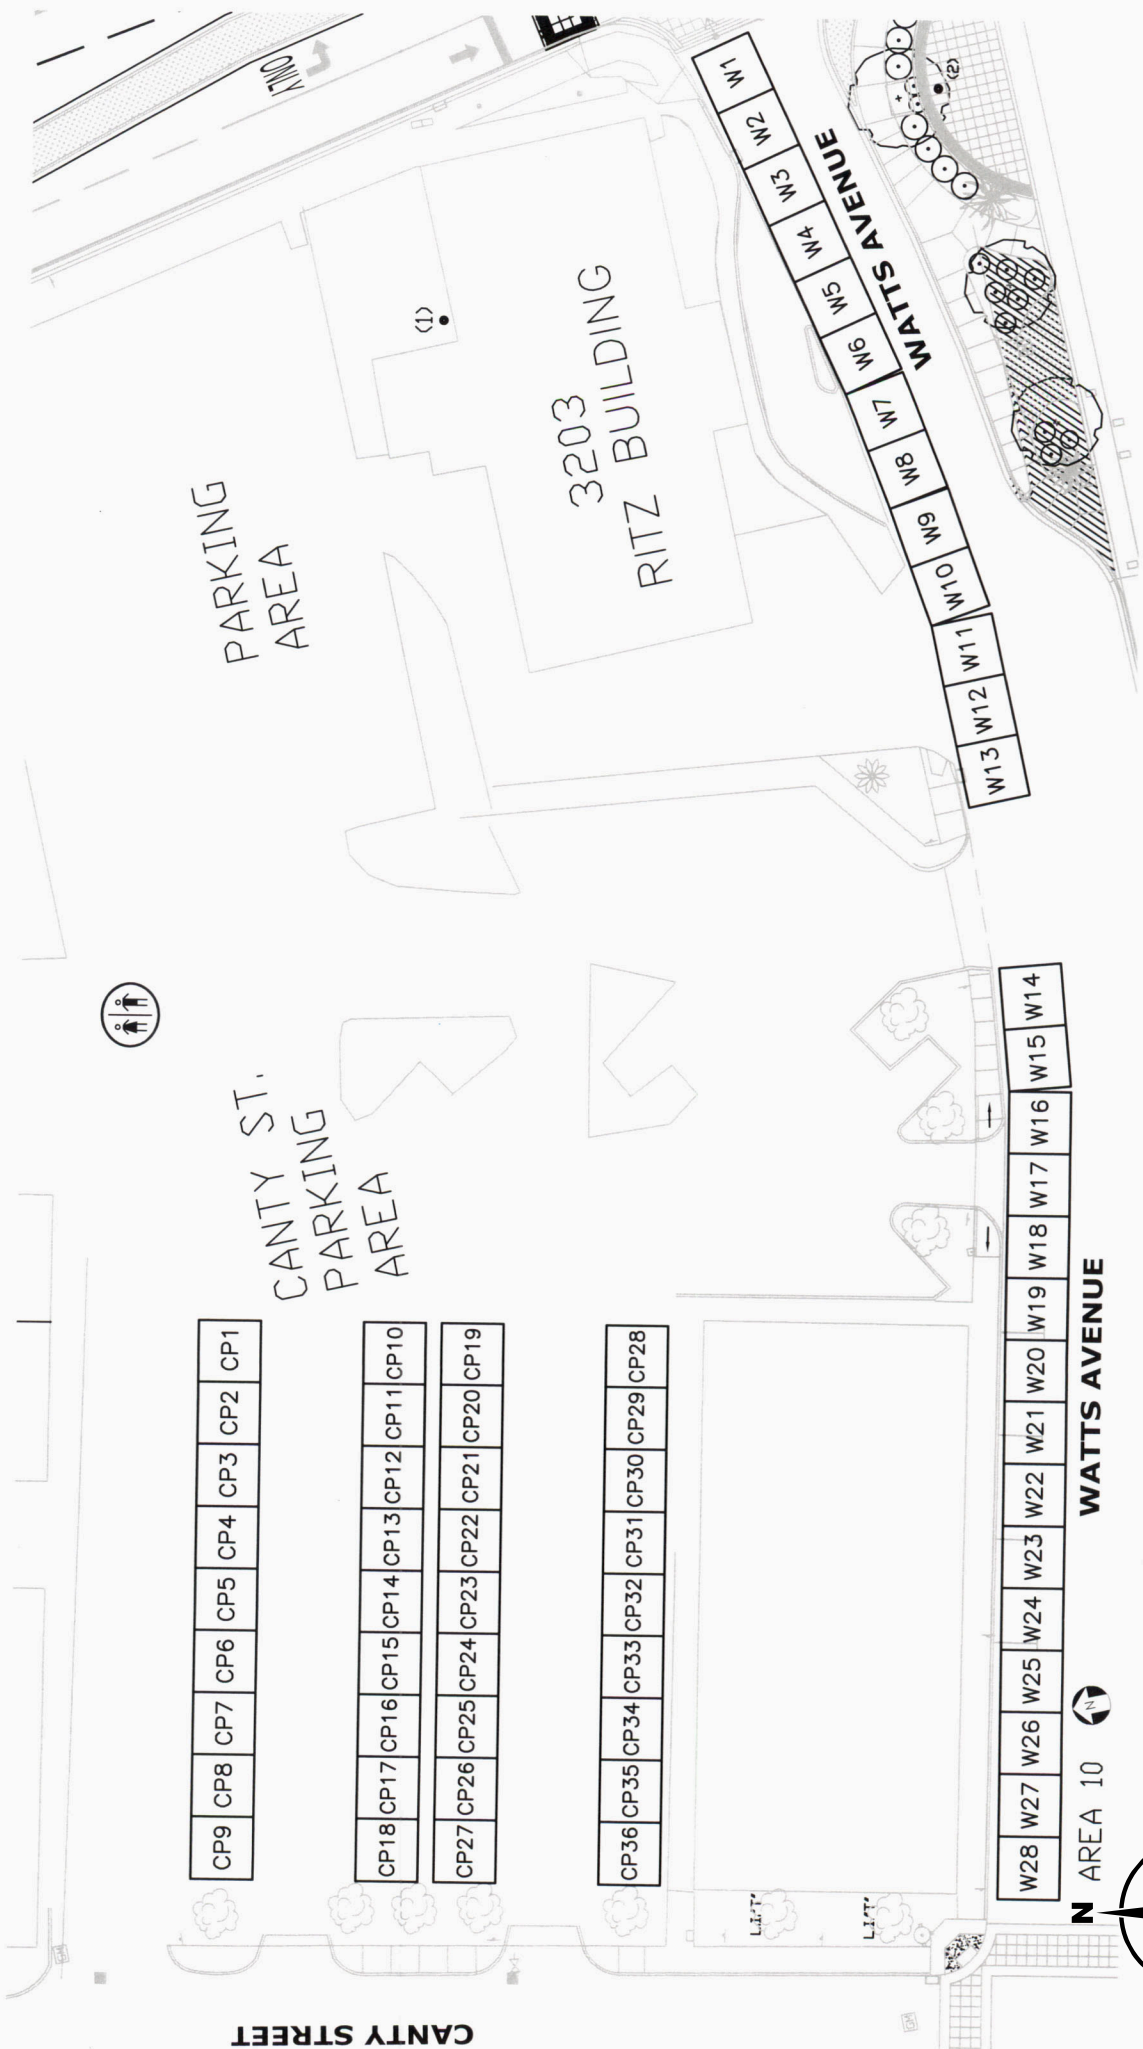 ONLY
(1)
(2)
PARKING
AREA
3203
RITZ BUILDING
WATTS AVENUE
W1
W2
W3
W4
W5
W6
W7
W8
W9
W10
W11
W12
W13
CANTY ST.
PARKING
AREA
W14
W15
W16
W17
W18
W19
W20
W21
W22
W23
W24
W25
W26
W27
W28
WATTS AVENUE
CP1
CP2
CP3
CP4
CP5
CP6
CP7
CP8
CP9
CP10
CP11
CP12
CP13
CP14
CP15
CP16
CP17
CP18
CP19
CP20
CP21
CP22
CP23
CP24
CP25
CP26
CP27
CP28
CP29
CP30
CP31
CP32
CP33
CP34
CP35
CP36
AREA 10
N
N
CANTY STREET